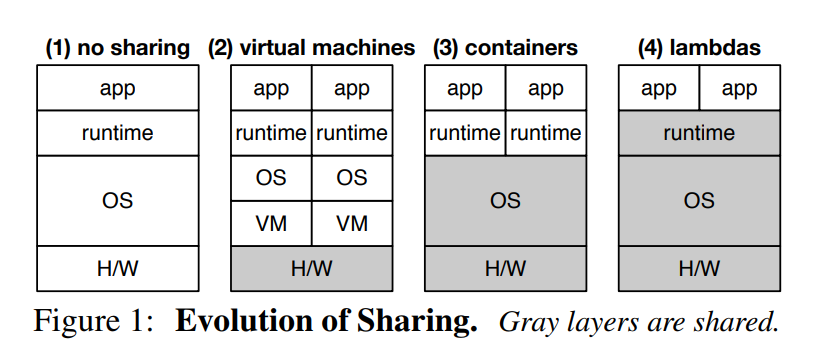 (1) no sharing (2) virtual machines (3) containers (4) lambdas
app app app app app app app
runtime runtime runtime runtime runtime runtime
OS OS OS OS OS
VM VM
H/W H/W H/W H/W
Figure 1: Evolution of Sharing. Gray layers are shared.